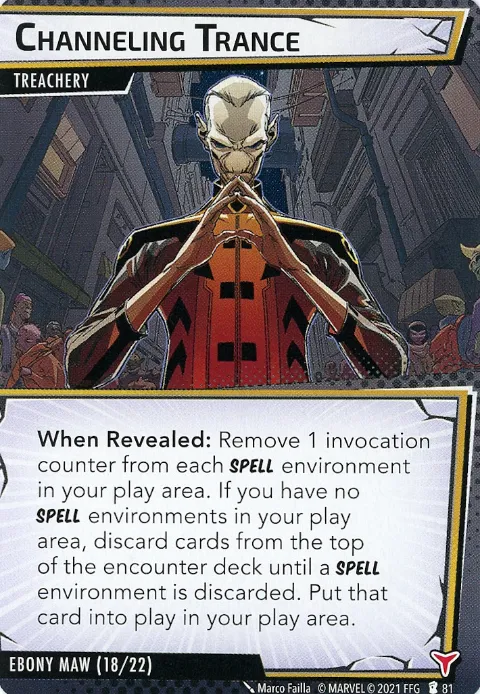 Channeling Trance
TREACHERY
When Revealed: Remove 1 invocation
counter from each SPELL environment
in your play area. If you have no
SPELL environments in your play
area, discard cards from the top
of the encounter deck until a SPELL
environment is discarded. Put that
card into play in your play area.
EBONY MAW (18/22)
Marco Failla © MARVEL © 2021 FFG 81